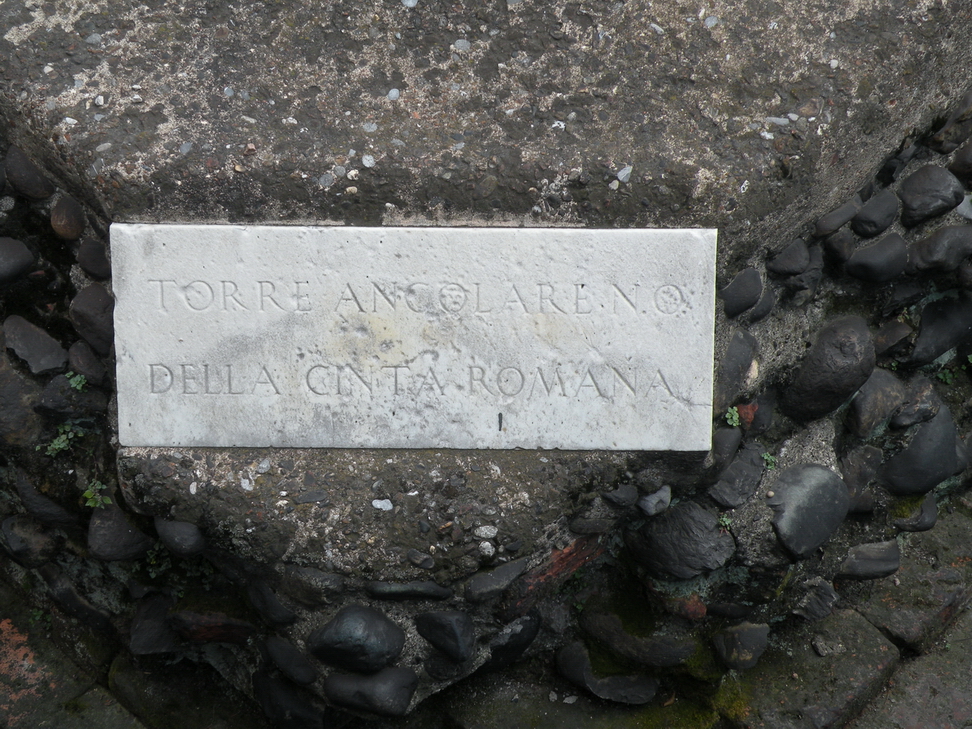 TORRE ANGOLARE·N.O.
DELLA CINTA ROMANA